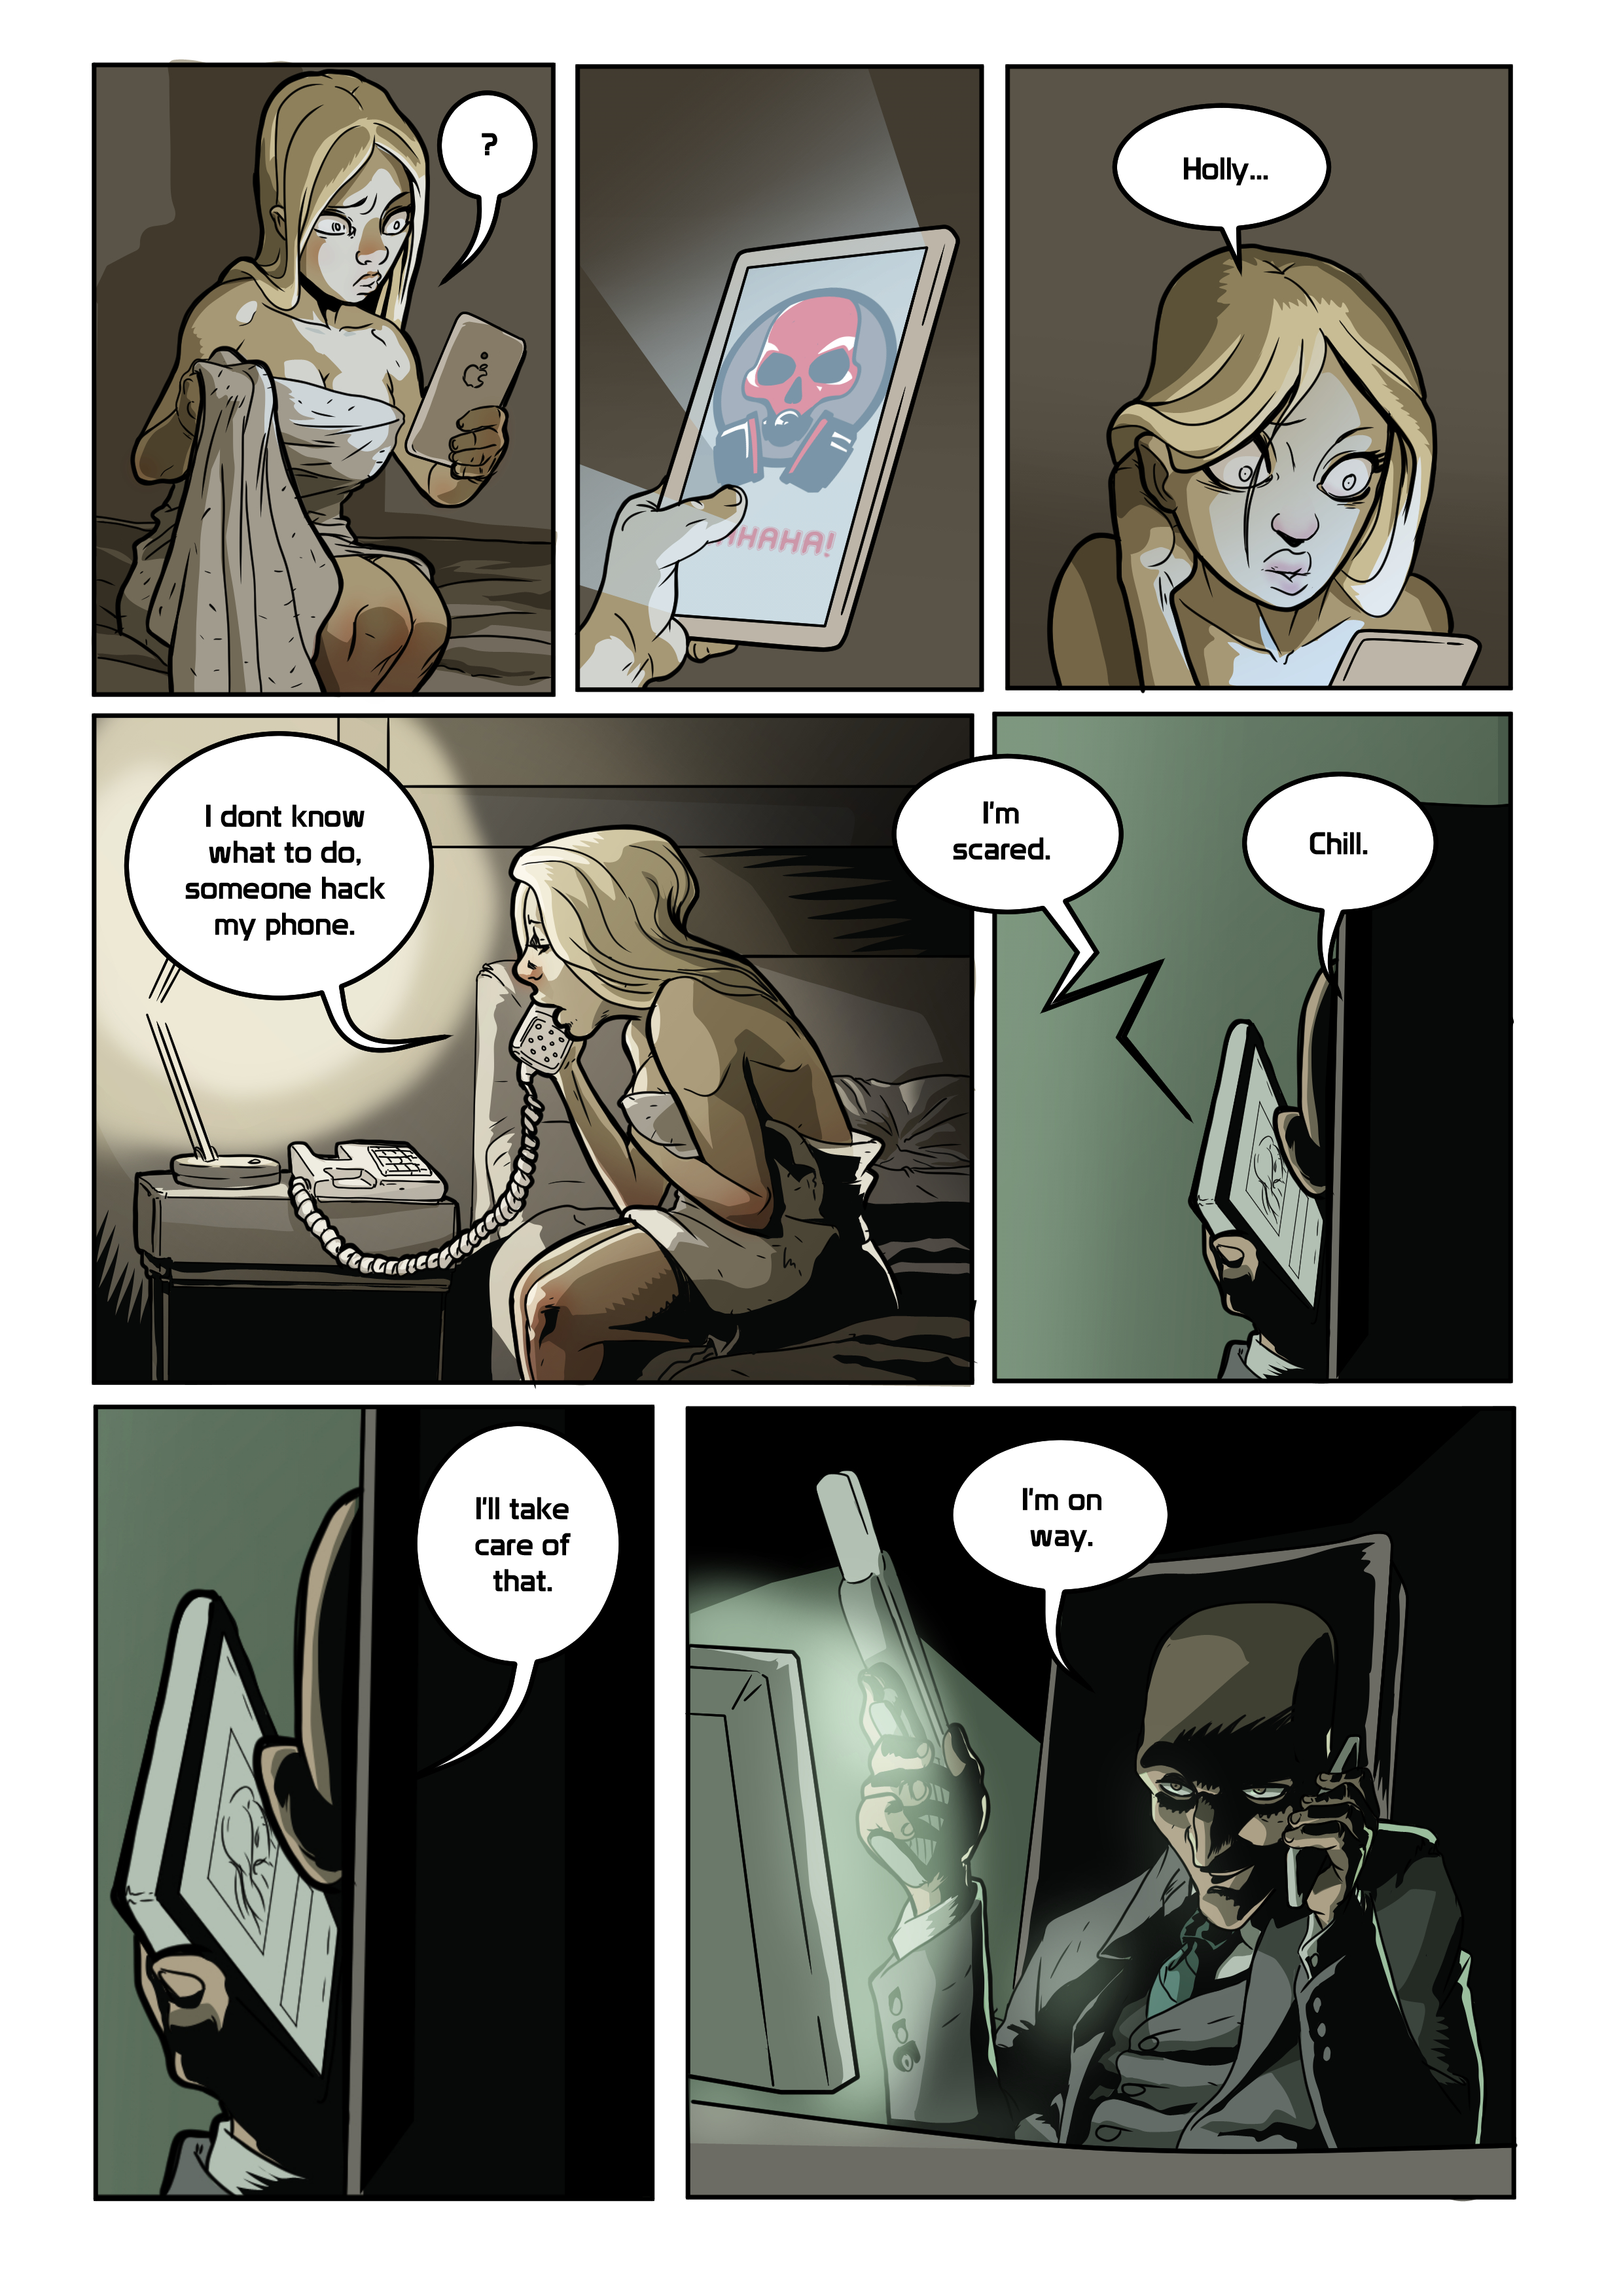 ?
HAHA!
Holly...
I dont know
what to do,
someone hack
my phone.
I'm
scared.
Chill.
I'll take
care of
that.
I'm on
way.